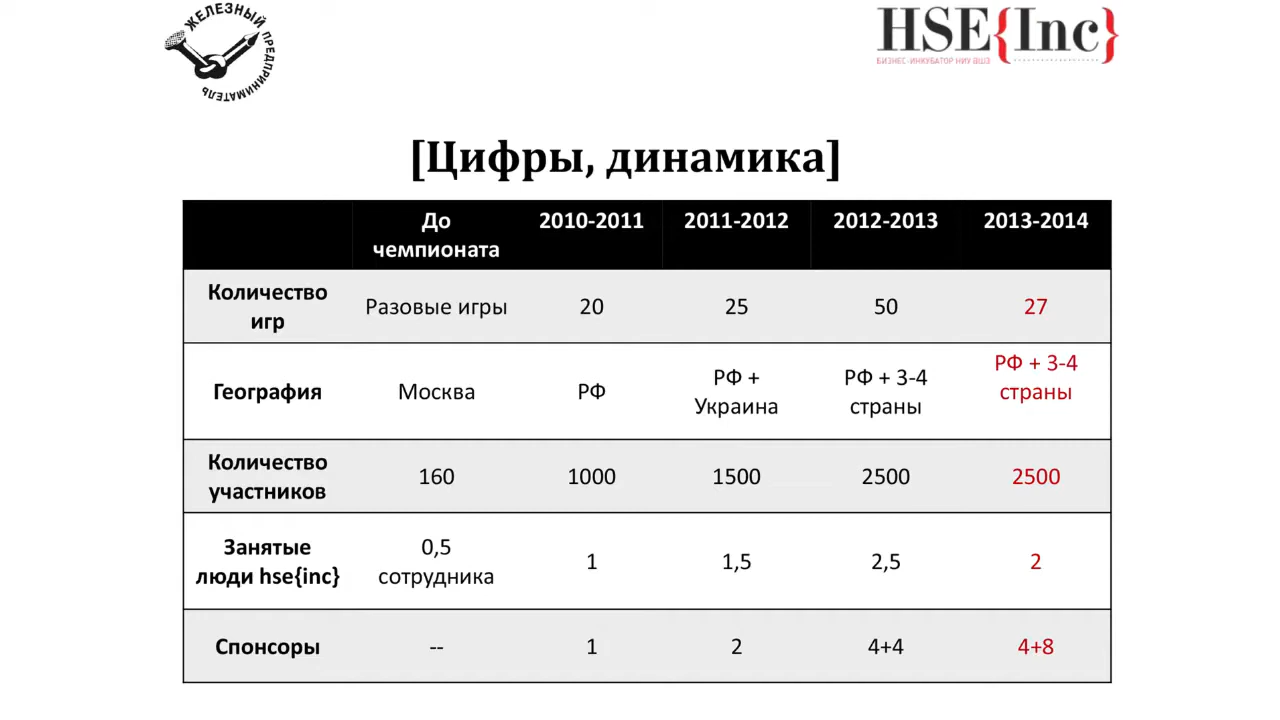 ЖЕЛЕЗНЫЙ ПРЕДПРИНИМАТЕЛЬ
HSE{Inc}
БИЗНЕС-ИНКУБАТОР НИУ ВШЭ
[Цифры, динамика]
До 2010-2011 2011-2012 2012-2013 2013-2014
чемпионата
Количество
игр
Разовые игры 20 25 50 27
География Москва РФ
РФ +
Украина
РФ + 3-4
страны
РФ + 3-4
страны
Количество
участников
160 1000 1500 2500 2500
Занятые
люди hse{inc}
0,5
сотрудника
1 1,5 2,5 2
Спонсоры -- 1 2 4+4 4+8